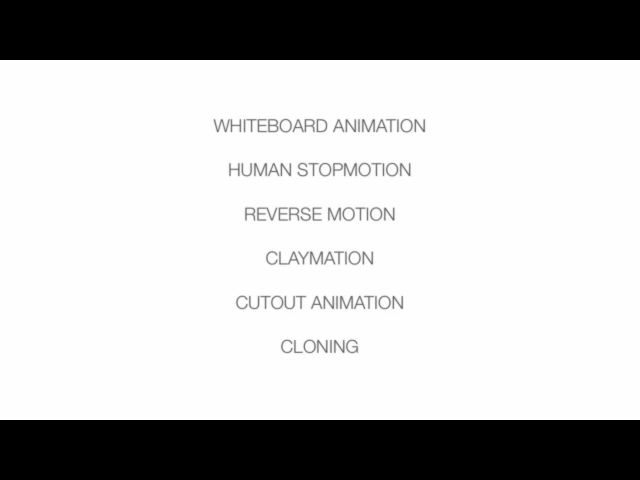 WHITEBOARD ANIMATION
HUMAN STOPMOTION
REVERSE MOTION
CLAYMATION
CUTOUT ANIMATION
CLONING